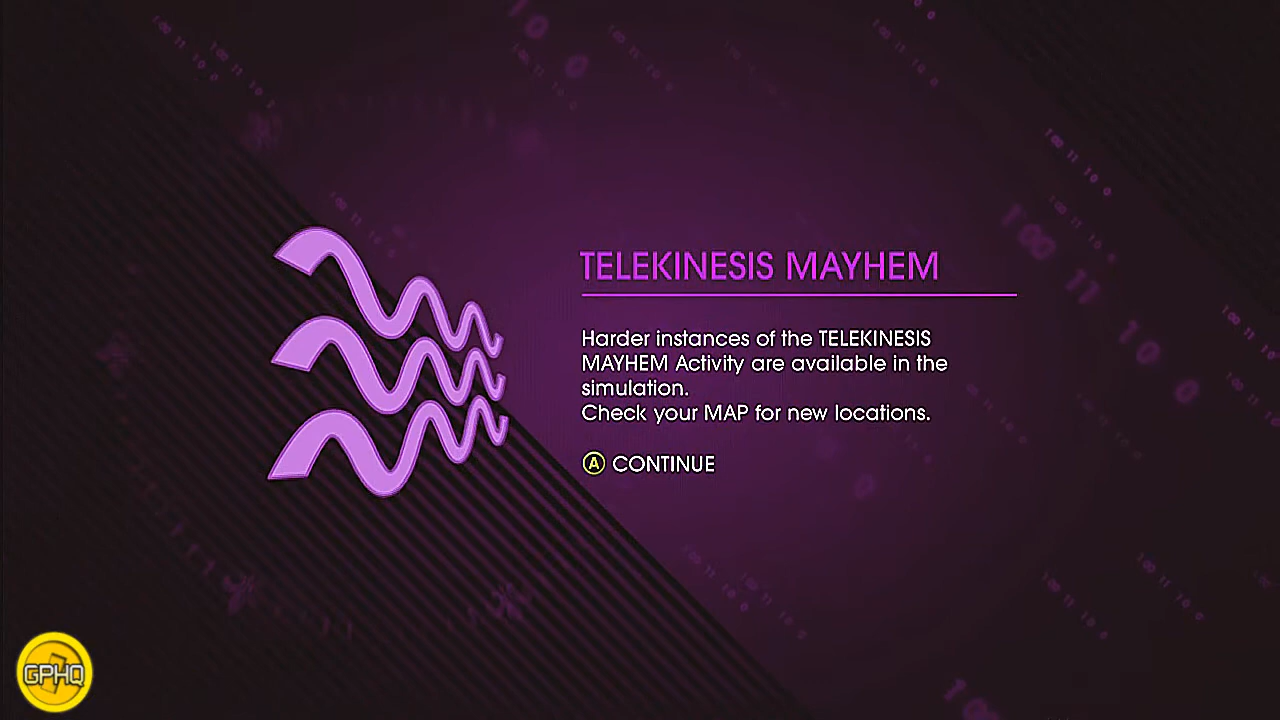 TELEKINESIS MAYHEM
Harder instances of the TELEKINESIS
MAYHEM Activity are available in the
simulation.
Check your MAP for new locations.
A CONTINUE
GPHQ